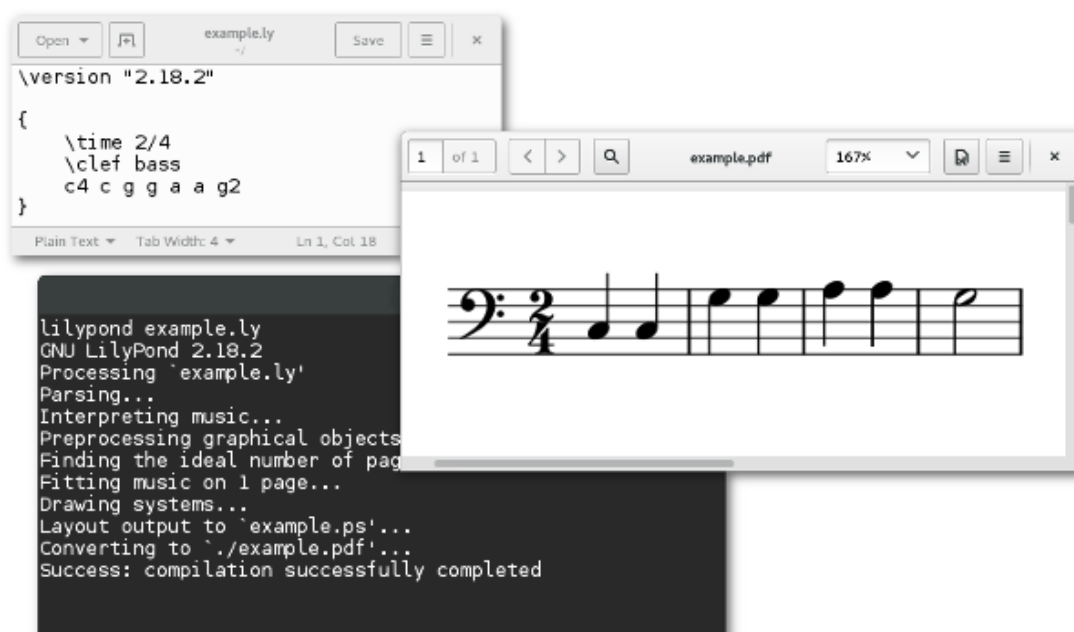 Open
example.ly
~/
Save
\version "2.18.2"
{
\time 2/4
\clef bass
c4 c g g a a g2
}
Plain Text
Tab Width: 4
Ln 1, Col 18
1 of 1
example.pdf
167%
2
4
lilypond example.ly
GNU LilyPond 2.18.2
Processing `example.ly'
Parsing...
Interpreting music...
Preprocessing graphical objects
Finding the ideal number of pag
Fitting music on 1 page...
Drawing systems...
Layout output to `example.ps'...
Converting to `./example.pdf'...
Success: compilation successfully completed